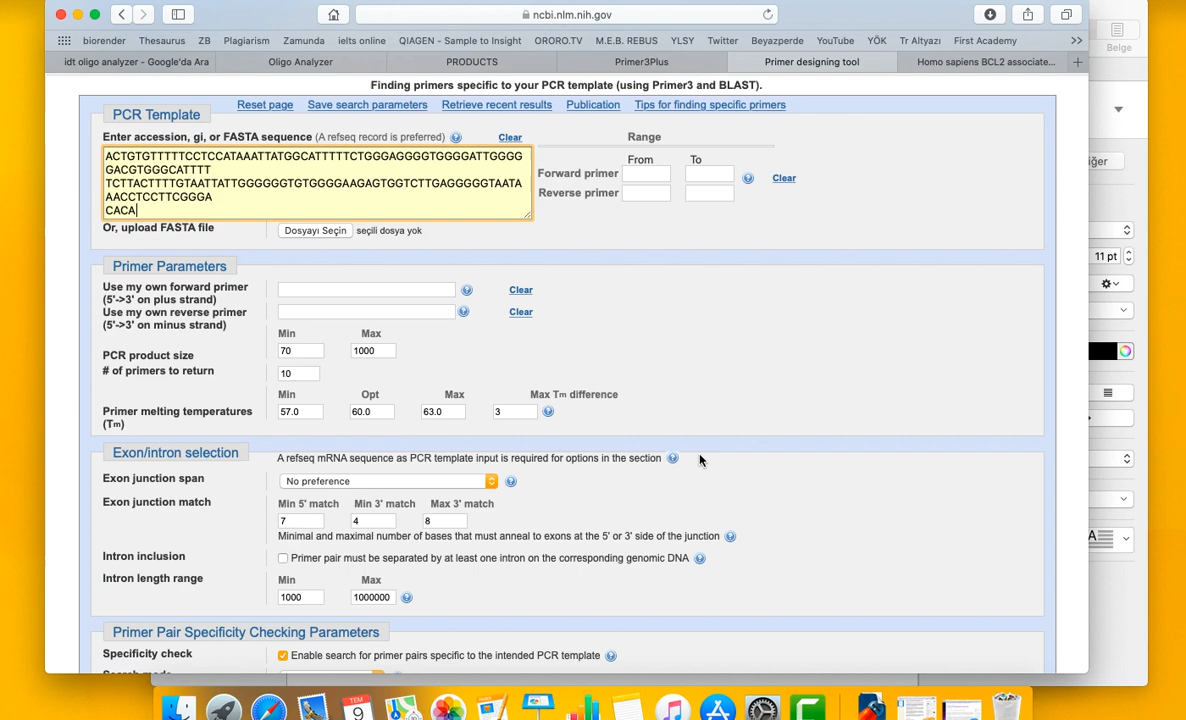 ncbi.nlm.nih.gov
Belge
biorender Thesaurus ZB Plagiarism Zamunda ielts online QIAGEN - Sample to Insight ORORO.TV M.E.B. REBUS YLSY Twitter Beyazperde YouTube YÖK Tr Altyazı First Academy >>
idt oligo analyzer - Google'da Ara Oligo Analyzer PRODUCTS Primer3Plus Primer designing tool Homo sapiens BCL2 associate...
Finding primers specific to your PCR template (using Primer3 and BLAST).
Reset page Save search parameters Retrieve recent results Publication Tips for finding specific primers
PCR Template
Enter accession, gi, or FASTA sequence (A refseq record is preferred) Clear Range
ACTGTGTTTTTCCTCCATAAATTATGGCATTTTTCTGGGAGGGGTGGGGATTGGGG
GACGTGGGCATTTT
TCTTACTTTTGTAATTATTGGGGGGTGTGGGGAAGAGTGGTCTTGAGGGGGTAATA
AACCTCCTTCGGGA
CACA
From To
Forward primer Clear
Reverse primer
Or, upload FASTA file Dosyayı Seçin seçili dosya yok
Primer Parameters
Use my own forward primer
(5'->3' on plus strand) Clear
Use my own reverse primer
(5'->3' on minus strand) Clear
Min Max
PCR product size 70 1000
# of primers to return 10
Min Opt Max Max Tm difference
Primer melting temperatures
(Tm) 57.0 60.0 63.0 3
Exon/intron selection
A refseq mRNA sequence as PCR template input is required for options in the section
Exon junction span No preference
Exon junction match Min 5' match Min 3' match Max 3' match
7 4 8
Minimal and maximal number of bases that must anneal to exons at the 5' or 3' side of the junction
Intron inclusion Primer pair must be separated by at least one intron on the corresponding genomic DNA
Intron length range Min Max
1000 1000000
Primer Pair Specificity Checking Parameters
Specificity check Enable search for primer pairs specific to the intended PCR template
11 pt
TEM
9